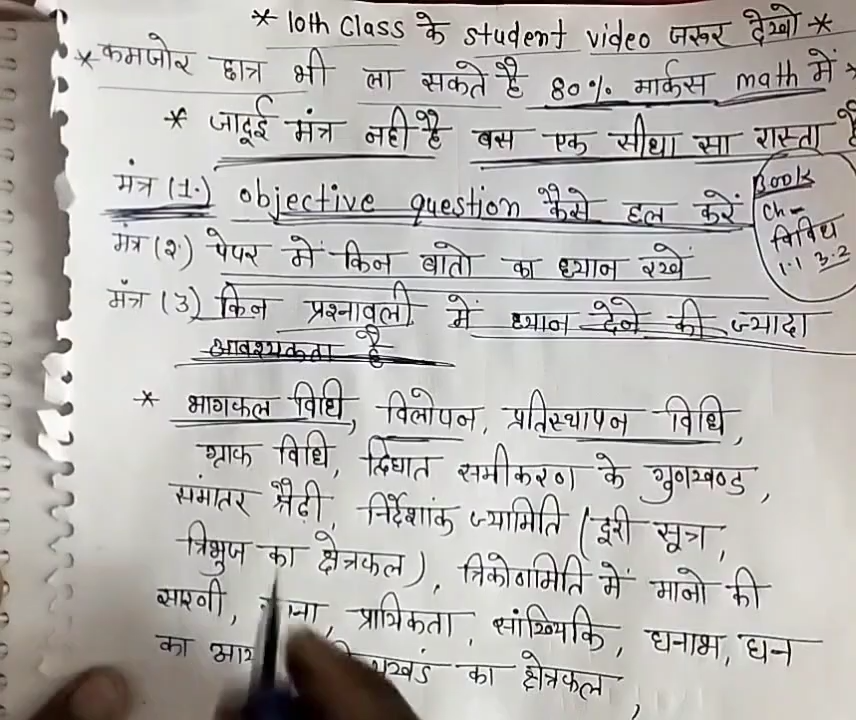 * 10th Class के student video जरूर देखो *
* कमजोर छात्र भी ला सकते है 80% मार्कस math में *
* जादूई मंत्र नही है बस एक सीधा सा रास्ता है
मंत्र (1.) objective question कैसे हल करें
Book
Ch-
विविध
1.1 3.2
मंत्र (२.) पेपर में किन बातो का ध्यान रखें
मंत्र (3) किन प्रश्नावली में ध्यान देने की ज्यादा
आवश्यकता है
* भागकल विधि, विलोपन, प्रतिस्थापन विधि,
ग्राक विधि, द्विघात समीकरण के गुणखण्ड,
समातर श्रैढ़ी, निर्देशांक ज्यामिति (दूरी सूत्र,
त्रिभुज का क्षेत्रकल), त्रिकोणमिति में मानो की
सारणी, प्रायिकता, सांख्यिकि, घनाभ, घन
का का क्षेत्रकल,